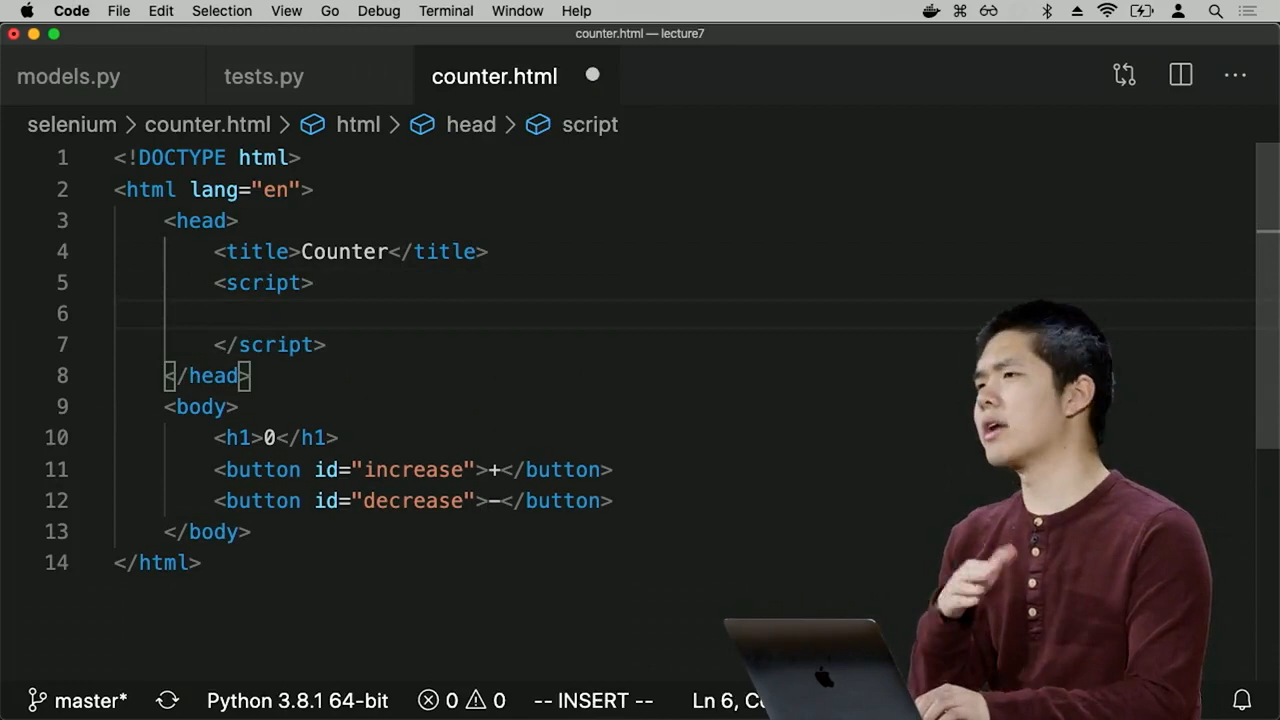 Code File Edit Selection View Go Debug Terminal Window Help
counter.html — lecture7
models.py tests.py counter.html
selenium > counter.html > html > head > script
1 <!DOCTYPE html>
2 <html lang="en">
3 <head>
4 <title>Counter</title>
5 <script>
6
7 </script>
8 </head>
9 <body>
10 <h1>0</h1>
11 <button id="increase">+</button>
12 <button id="decrease">-</button>
13 </body>
14 </html>
master* Python 3.8.1 64-bit 0 0 -- INSERT -- Ln 6,